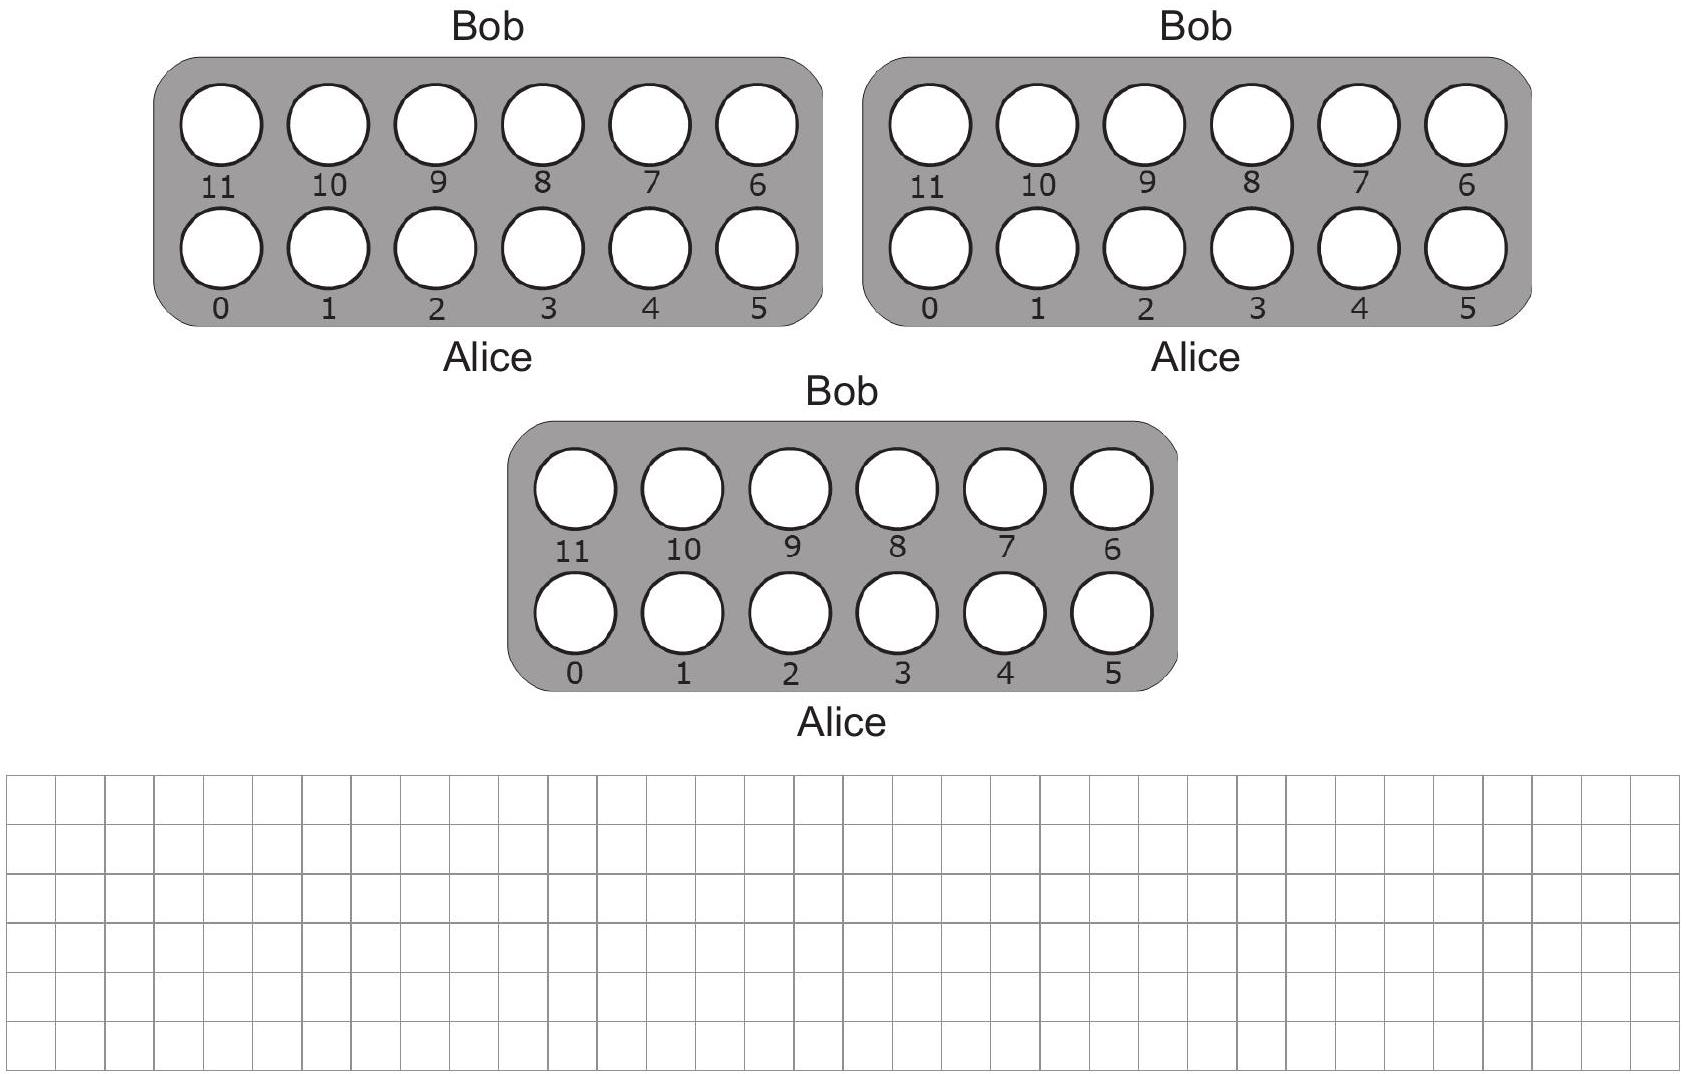 Bob Bob
11 10 9 8 7 6 11 10 9 8 7 6
0 1 2 3 4 5 0 1 2 3 4 5
Alice Alice
Bob
11 10 9 8 7 6
0 1 2 3 4 5
Alice